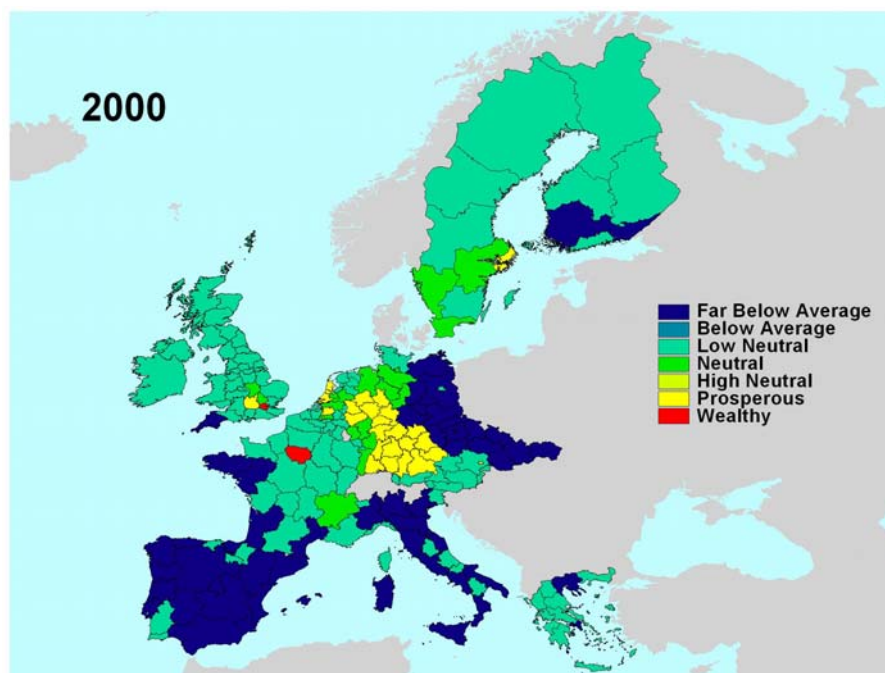 2000
Far Below Average
Below Average
Low Neutral
Neutral
High Neutral
Prosperous
Wealthy